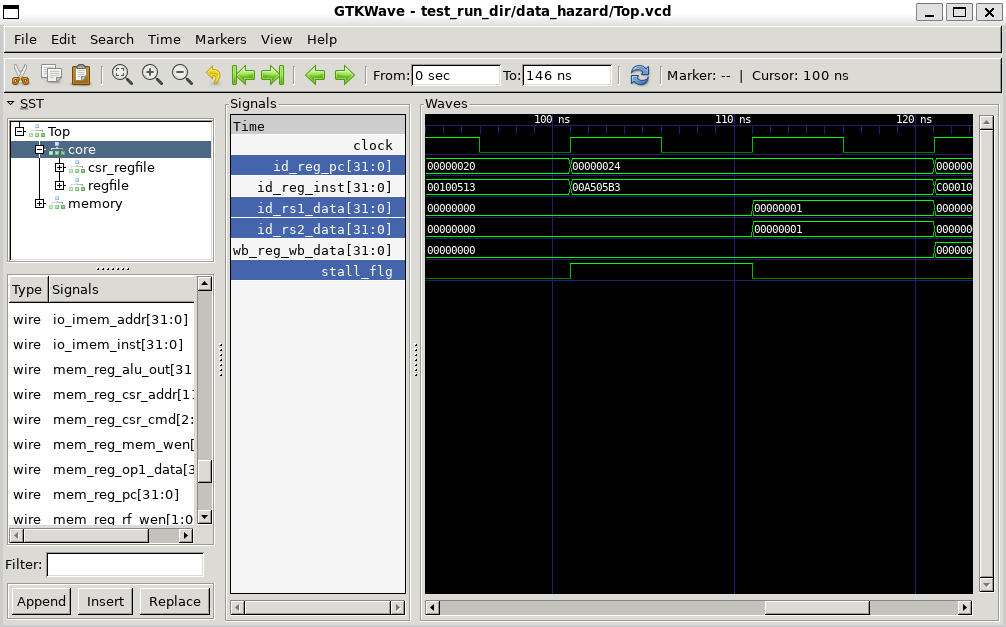 GTKWave - test_run_dir/data_hazard/Top.vcd
File Edit Search Time Markers View Help
From: 0 sec To: 146 ns Marker: -- | Cursor: 100 ns
SST
Top
core
csr_regfile
regfile
memory
Type Signals
wire io_imem_addr[31:0]
wire io_imem_inst[31:0]
wire mem_reg_alu_out[31
wire mem_reg_csr_addr[1
wire mem_reg_csr_cmd[2:
wire mem_reg_mem_wen[
wire mem_reg_op1_data[3
wire mem_reg_pc[31:0]
wire mem_reg_rf_wen[1:0
Filter:
Append Insert Replace
Signals
Time
clock
id_reg_pc[31:0]
id_reg_inst[31:0]
id_rs1_data[31:0]
id_rs2_data[31:0]
wb_reg_wb_data[31:0]
stall_flg
Waves
100 ns 110 ns 120 ns
00000020 00000024 000000
00100513 00A505B3 C00010
00000000 00000001 000000
00000000 00000001 000000
00000000 000000